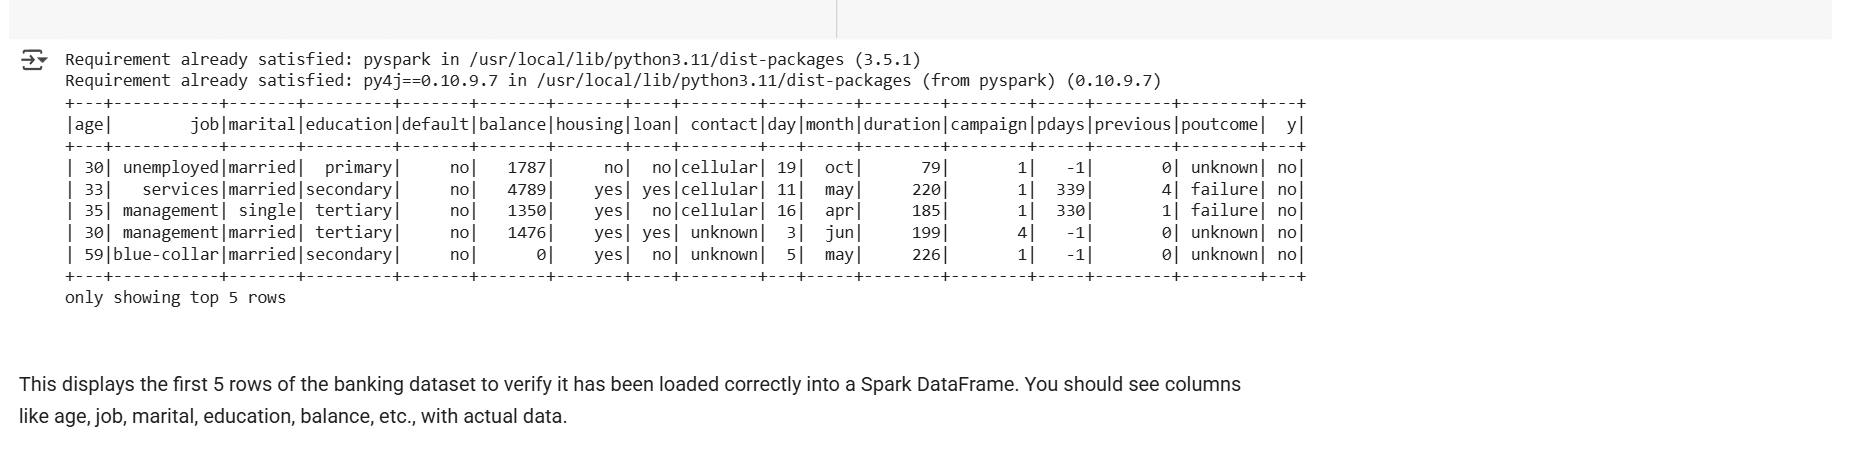 Requirement already satisfied: pyspark in /usr/local/lib/python3.11/dist-packages (3.5.1)
Requirement already satisfied: py4j==0.10.9.7 in /usr/local/lib/python3.11/dist-packages (from pyspark) (0.10.9.7)
+---+-----------+-------+---------+-------+-------+-------+----+--------+---+-----+--------+--------+-----+--------+--------+---+
|age|        job|marital|education|default|balance|housing|loan| contact|day|month|duration|campaign|pdays|previous|poutcome|  y|
+---+-----------+-------+---------+-------+-------+-------+----+--------+---+-----+--------+--------+-----+--------+--------+---+
| 30| unemployed|married|  primary|     no|   1787|     no|  no|cellular| 19|  oct|      79|       1|   -1|       0| unknown| no|
| 33|   services|married|secondary|     no|   4789|    yes| yes|cellular| 11|  may|     220|       1|  339|       4| failure| no|
| 35| management| single| tertiary|     no|   1350|    yes|  no|cellular| 16|  apr|     185|       1|  330|       1| failure| no|
| 30| management|married| tertiary|     no|   1476|    yes| yes| unknown|  3|  jun|     199|       4|   -1|       0| unknown| no|
| 59|blue-collar|married|secondary|     no|      0|    yes|  no| unknown|  5|  may|     226|       1|   -1|       0| unknown| no|
+---+-----------+-------+---------+-------+-------+-------+----+--------+---+-----+--------+--------+-----+--------+--------+---+
only showing top 5 rows
This displays the first 5 rows of the banking dataset to verify it has been loaded correctly into a Spark DataFrame. You should see columns
like age, job, marital, education, balance, etc., with actual data.